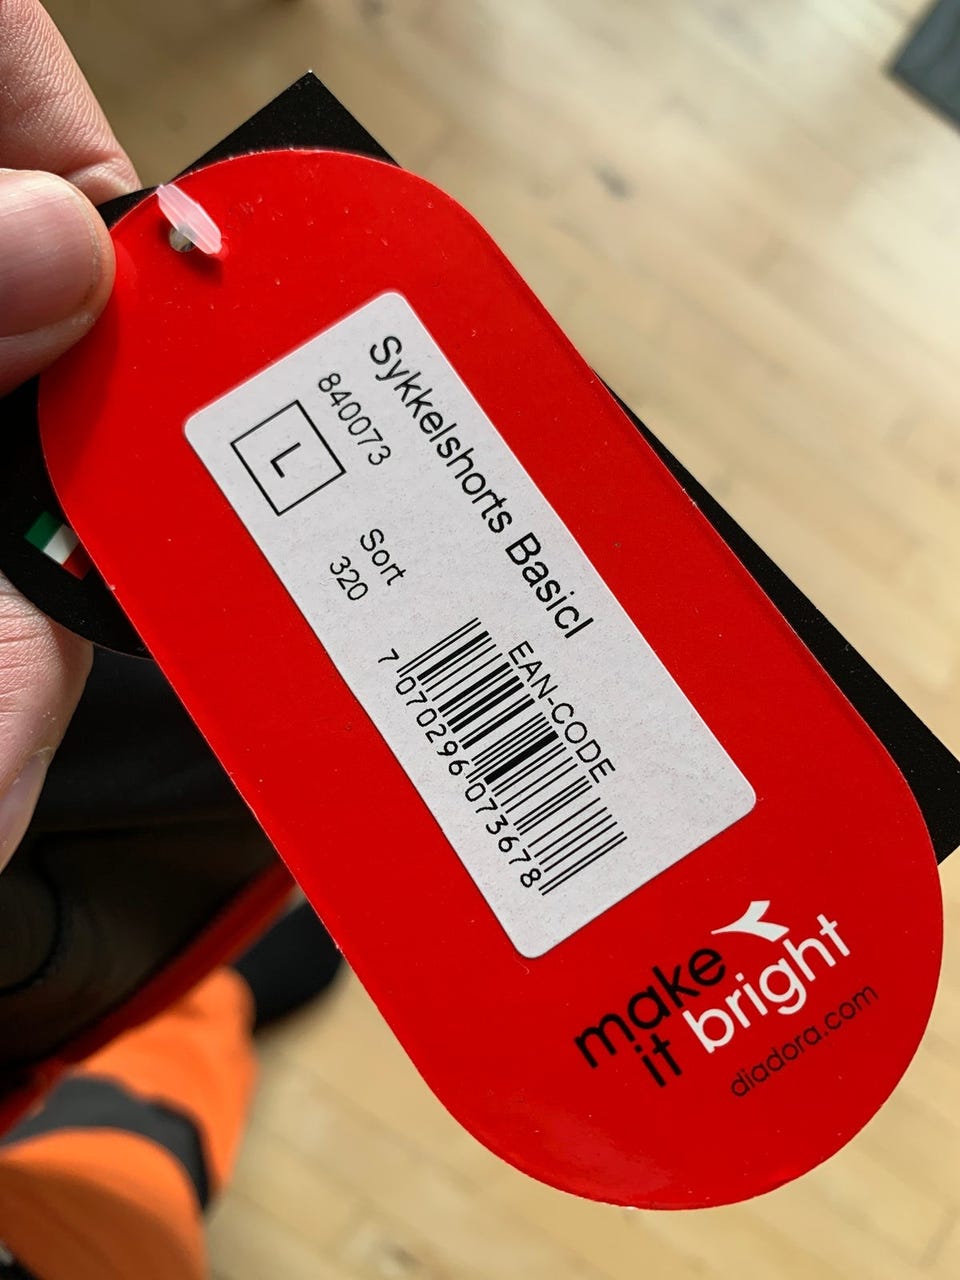 Sykkelshorts Basicl
840073
L
Sort
320
EAN-CODE
7 070296 073678
make
it bright
diadora.com